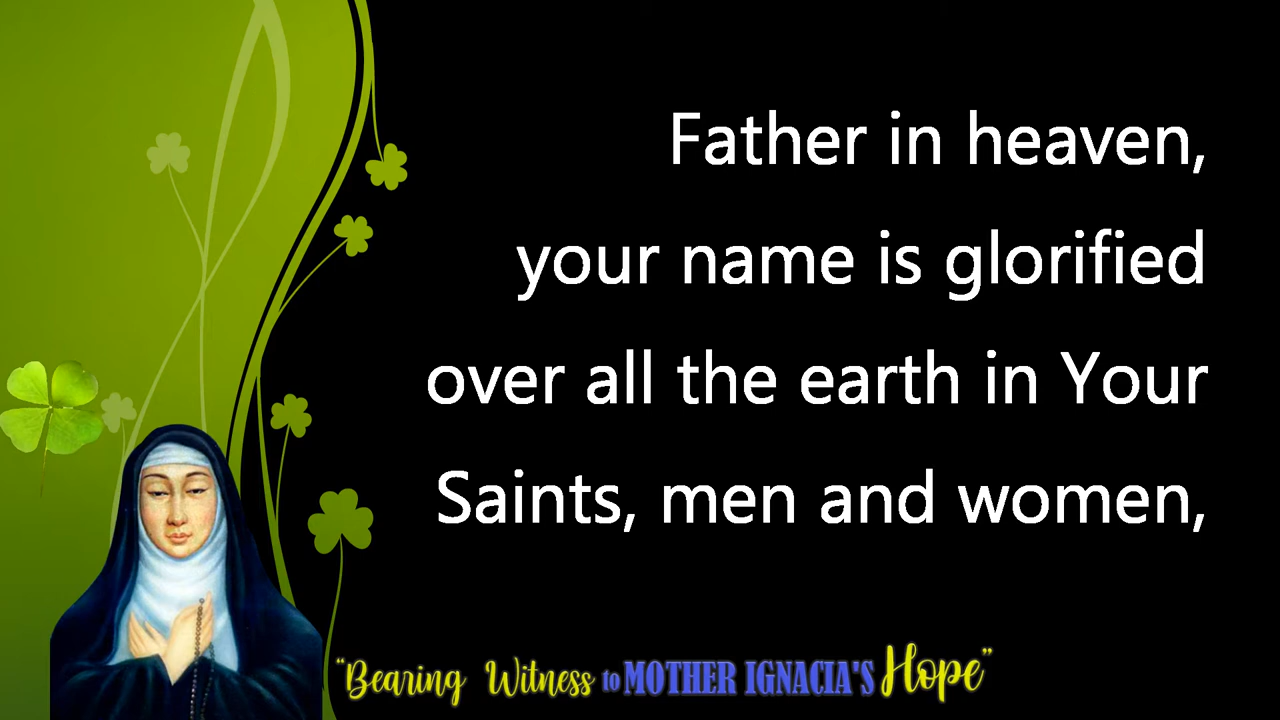 Father in heaven,
your name is glorified
over all the earth in Your
Saints, men and women,
"Bearing Witness to MOTHER IGNACIA'S Hope"